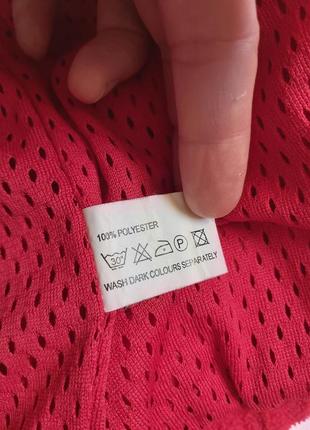 100% POLYESTER
30° P
WASH DARK COLOURS SEPARATELY